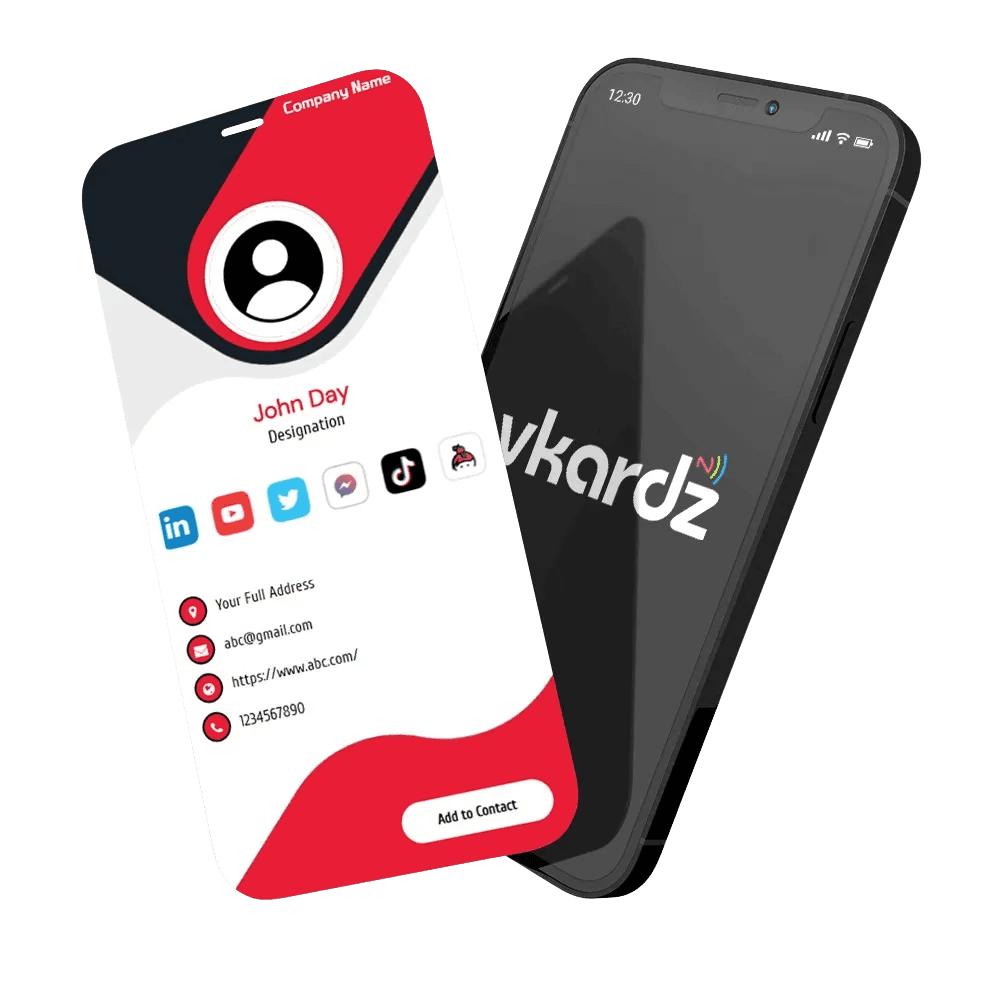 Company Name
John Day
Designation
in
Your Full Address
abc@gmail.com
https://www.abc.com/
1234567890
Add to Contact
12:30
vkardz